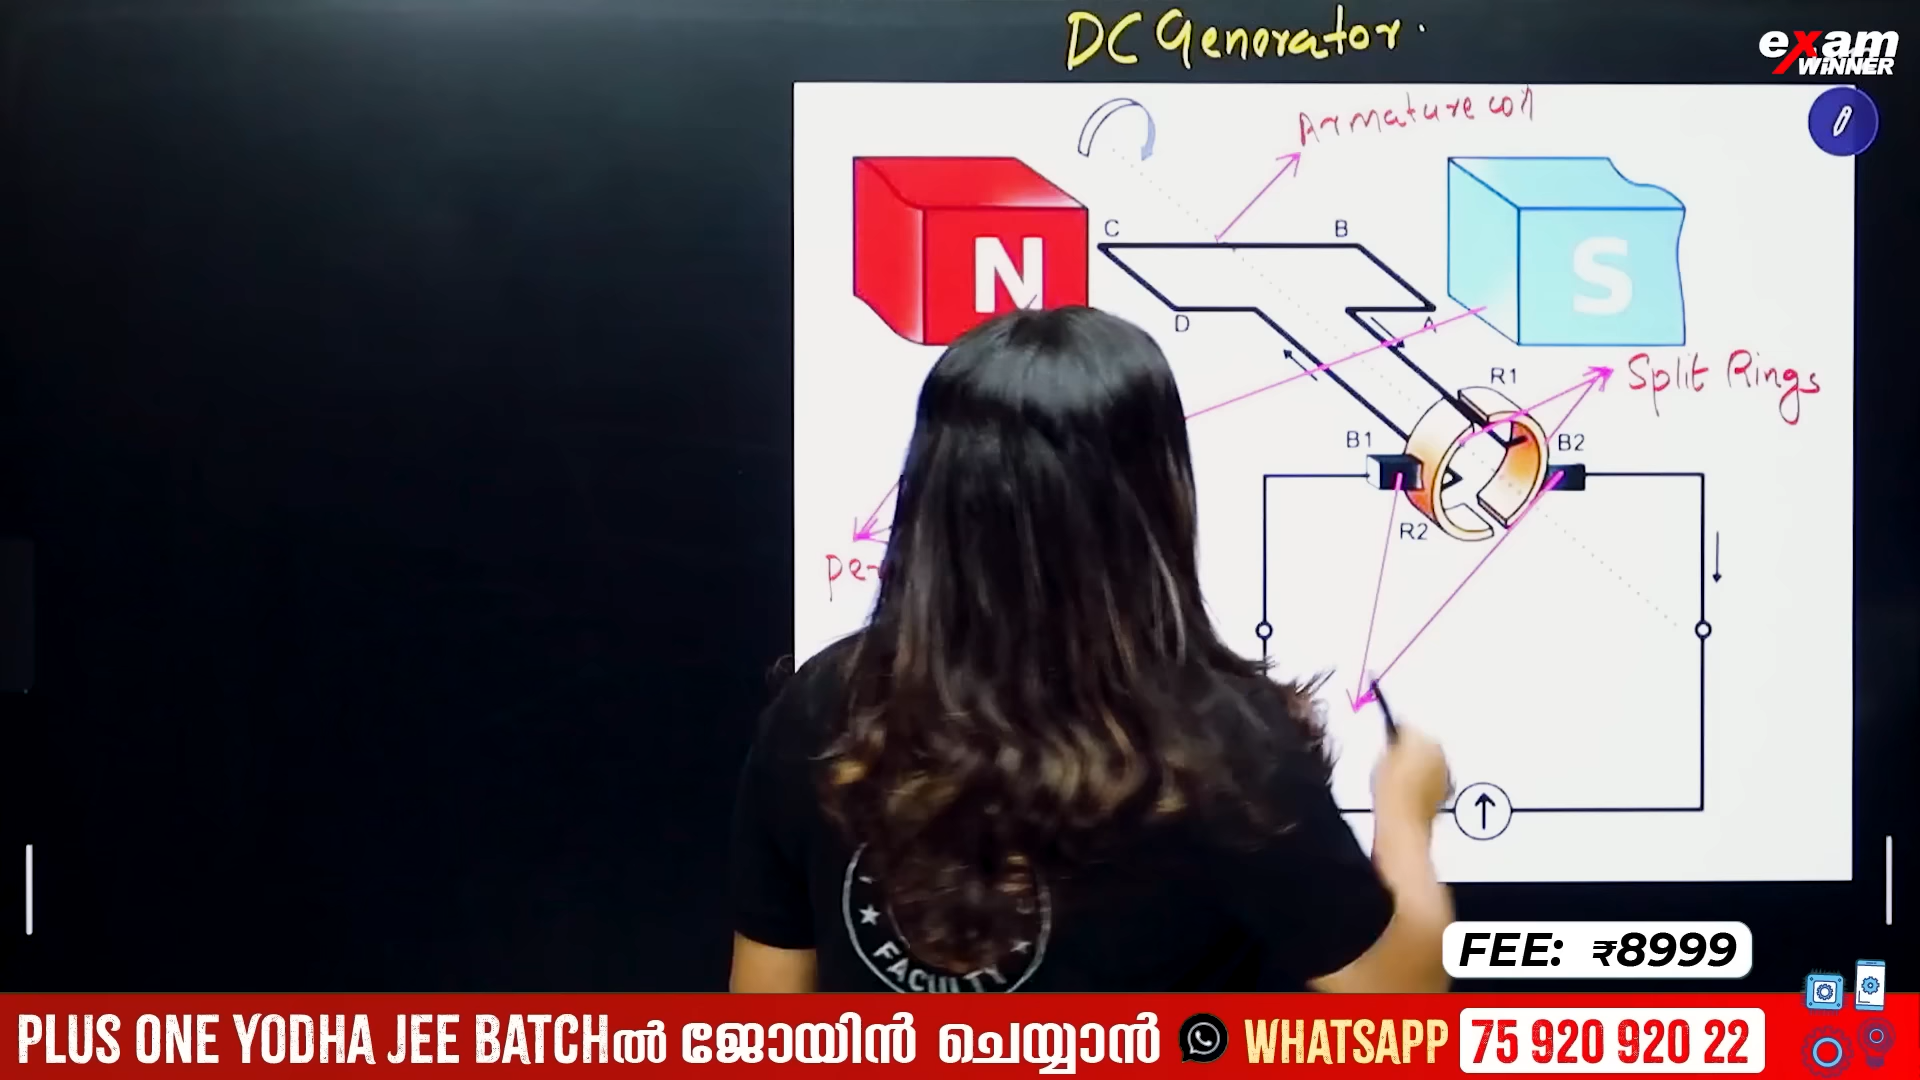 DC Generator.
exam
WINNER
Armature coil
N
S
C
B
D
A
R1
Split Rings
B1
B2
R2
FACULTY
FEE: ₹8999
PLUS ONE YODHA JEE BATCHൽ ജോയിൻ ചെയ്യാൻ WHATSAPP 75 920 920 22